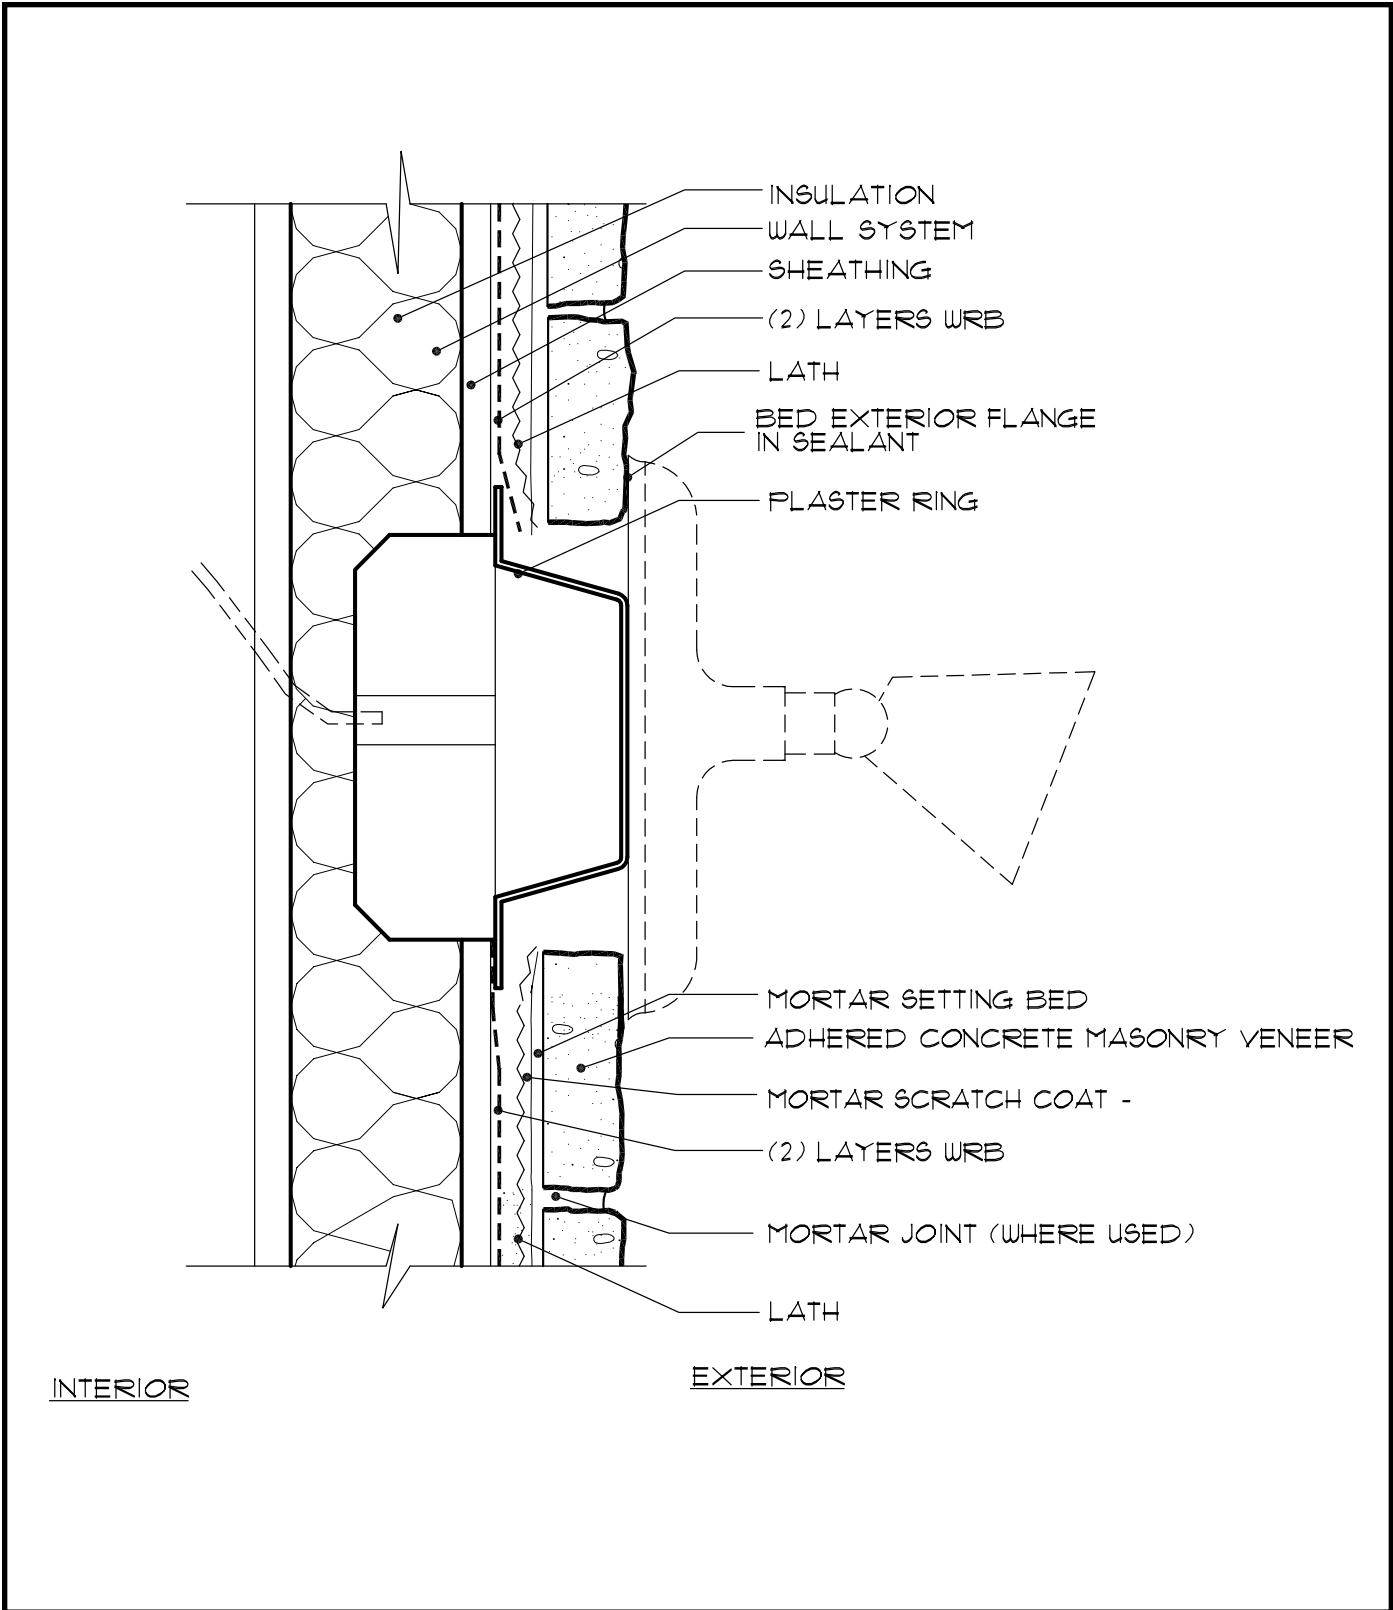 INSULATION
WALL SYSTEM
SHEATHING
(2) LAYERS WRB
LATH
BED EXTERIOR FLANGE
IN SEALANT
PLASTER RING
MORTAR SETTING BED
ADHERED CONCRETE MASONRY VENEER
MORTAR SCRATCH COAT -
(2) LAYERS WRB
MORTAR JOINT (WHERE USED)
LATH
EXTERIOR
INTERIOR